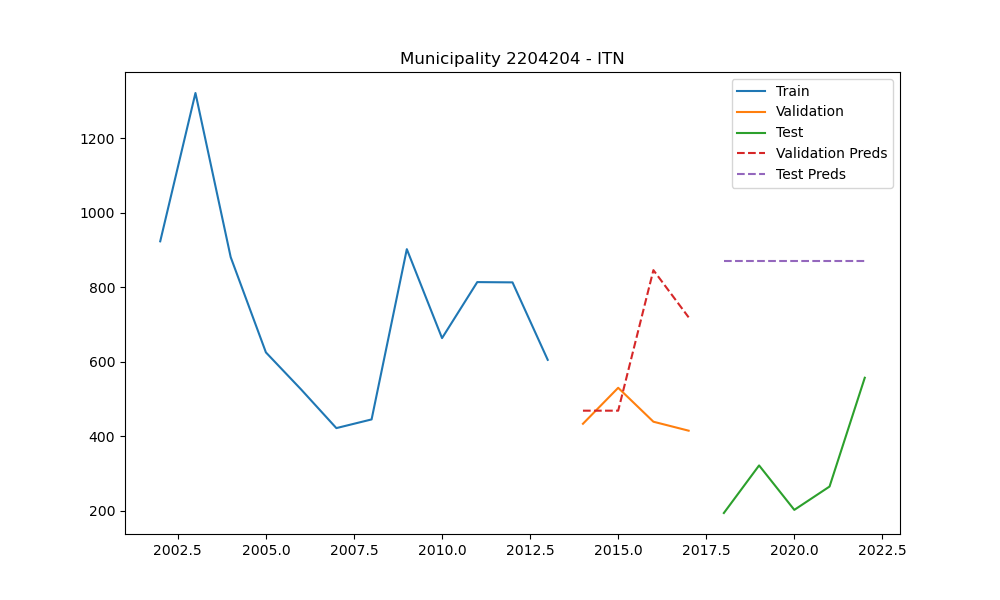 Municipality 2204204 - ITN
Train
Validation
Test
Validation Preds
Test Preds
1200
1000
800
600
400
200
2002.5 2005.0 2007.5 2010.0 2012.5 2015.0 2017.5 2020.0 2022.5